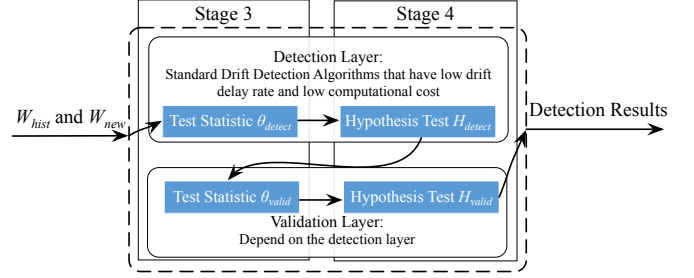 Stage 3
Stage 4
Detection Layer:
Standard Drift Detection Algorithms that have low drift
delay rate and low computational cost
W_hist and W_new
Test Statistic θ_detect
Hypothesis Test H_detect
Detection Results
Test Statistic θ_valid
Hypothesis Test H_valid
Validation Layer:
Depend on the detection layer